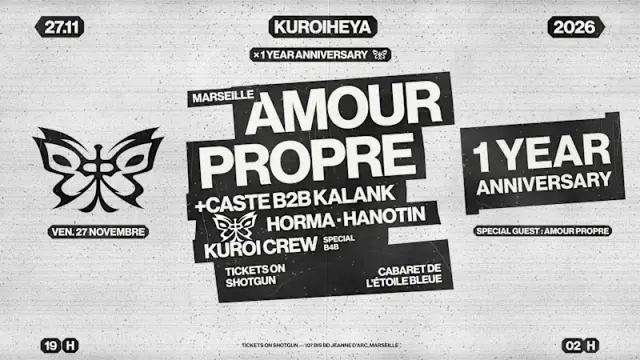 27.11
KUROIHEYA
2026
× 1 YEAR ANNIVERSARY
MARSEILLE
AMOUR
PROPRE
+CASTE B2B KALANK
HORMA · HANOTIN
KUROI CREW SPECIAL B4B
TICKETS ON SHOTGUN
CABARET DE L'ÉTOILE BLEUE
VEN. 27 NOVEMBRE
1 YEAR
ANNIVERSARY
SPECIAL GUEST : AMOUR PROPRE
19 H
TICKETS ON SHOTGUN — 107 BIS BD JEANNE D'ARC, MARSEILLE
02 H